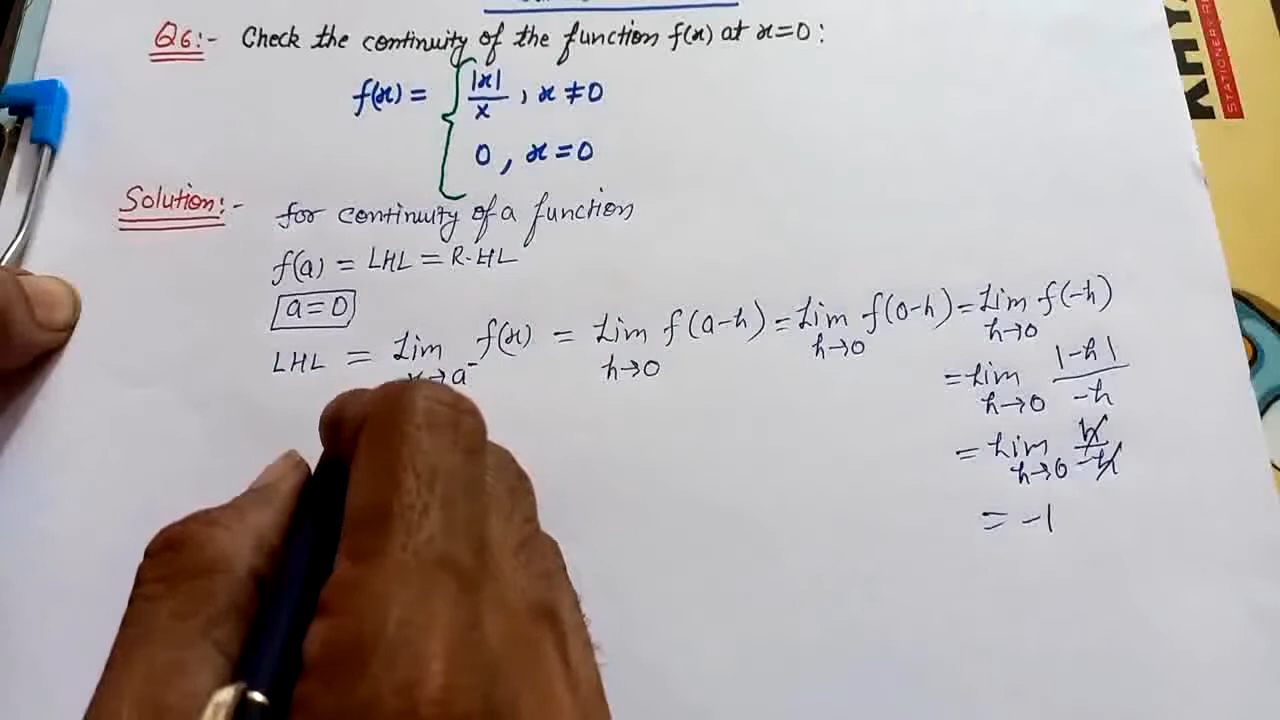 Q6:- Check the continuity of the function f(x) at x=0:
f(x) = { |x|/x , x ≠ 0
0 , x = 0
Solution:- for continuity of a function
f(a) = LHL = R·HL
a=0
LHL = Lim x→a⁻ f(x) = Lim h→0 f(a-h) = Lim h→0 f(0-h) = Lim h→0 f(-h)
= Lim h→0 |-h|/-h
= Lim h→0 h/-h
= -1
STATIONERY